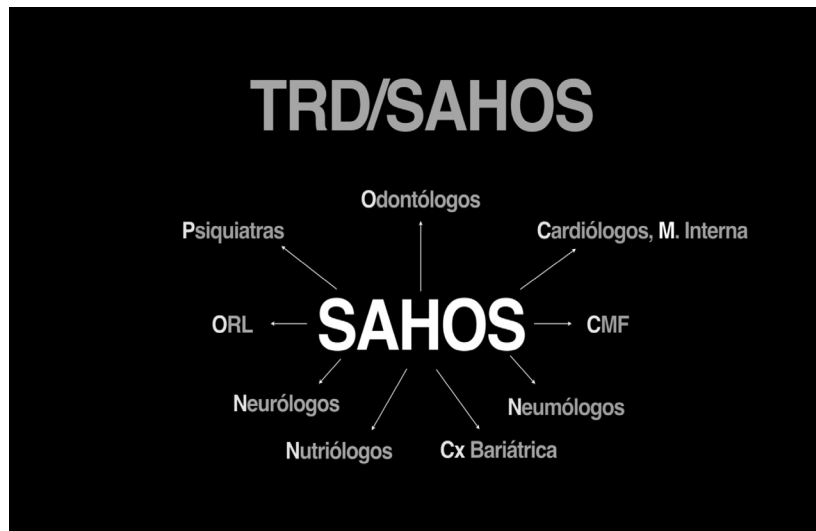 TRD/SAHOS
Odontólogos
Psiquiatras
Cardiólogos, M. Interna
ORL
SAHOS
CMF
Neurólogos
Neumólogos
Nutriólogos
Cx Bariátrica